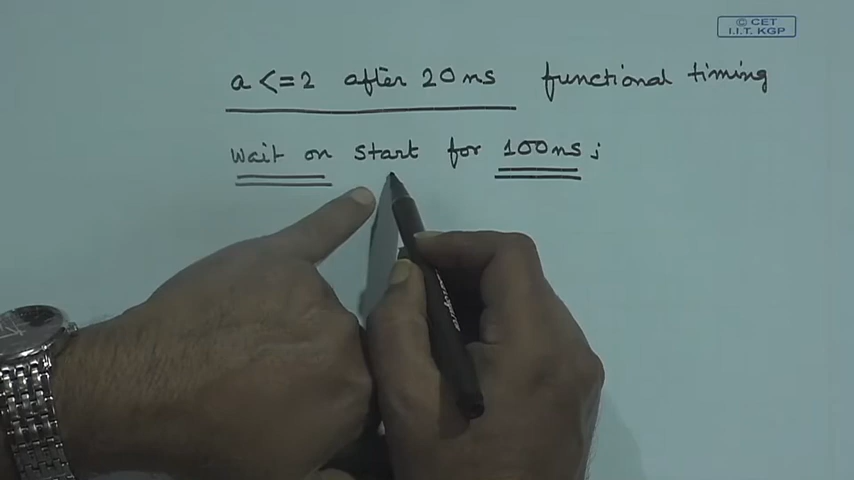 © CET
I.I.T. KGP
a <= 2 after 20 ns functional timing
wait on start for 100 ns ;